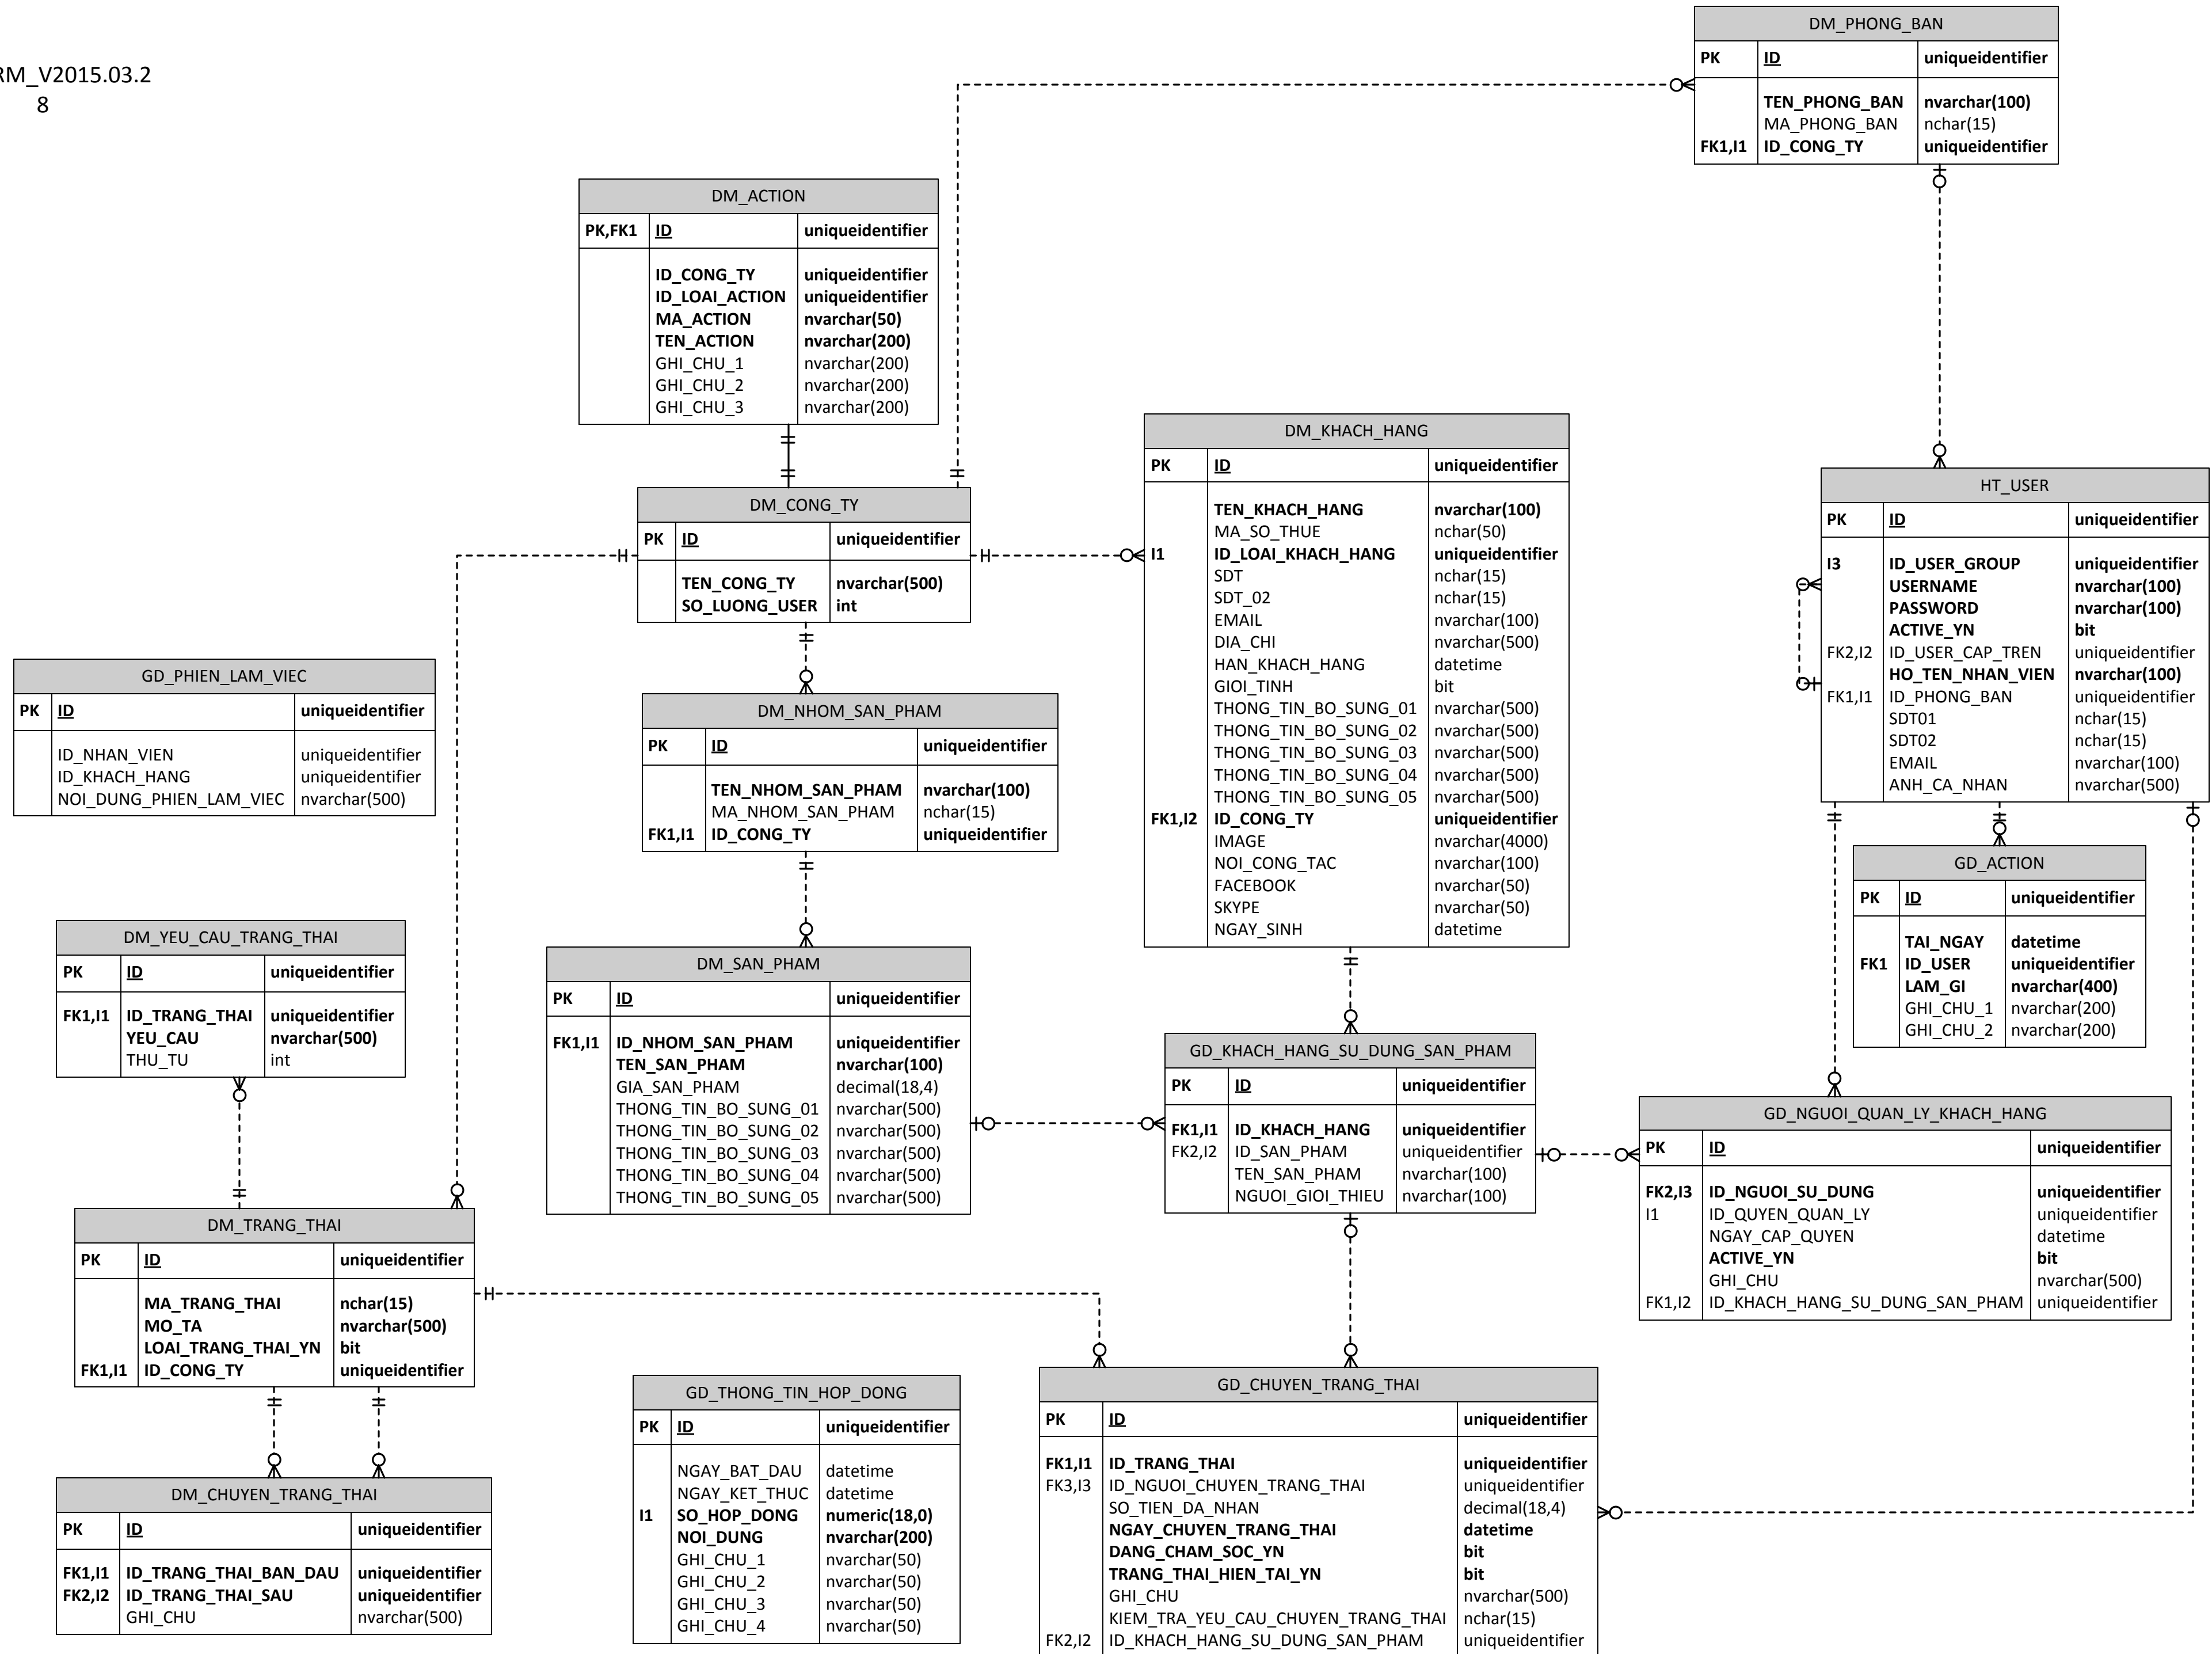 RM_V2015.03.2
8
DM_PHONG_BAN
PK ID uniqueidentifier
TEN_PHONG_BAN nvarchar(100)
MA_PHONG_BAN nchar(15)
FK1,I1 ID_CONG_TY uniqueidentifier
DM_ACTION
PK,FK1 ID uniqueidentifier
ID_CONG_TY uniqueidentifier
ID_LOAI_ACTION uniqueidentifier
MA_ACTION nvarchar(50)
TEN_ACTION nvarchar(200)
GHI_CHU_1 nvarchar(200)
GHI_CHU_2 nvarchar(200)
GHI_CHU_3 nvarchar(200)
DM_CONG_TY
PK ID uniqueidentifier
TEN_CONG_TY nvarchar(500)
SO_LUONG_USER int
DM_KHACH_HANG
PK ID uniqueidentifier
TEN_KHACH_HANG nvarchar(100)
MA_SO_THUE nchar(50)
I1 ID_LOAI_KHACH_HANG uniqueidentifier
SDT nchar(15)
SDT_02 nchar(15)
EMAIL nvarchar(100)
DIA_CHI nvarchar(500)
HAN_KHACH_HANG datetime
GIOI_TINH bit
THONG_TIN_BO_SUNG_01 nvarchar(500)
THONG_TIN_BO_SUNG_02 nvarchar(500)
THONG_TIN_BO_SUNG_03 nvarchar(500)
THONG_TIN_BO_SUNG_04 nvarchar(500)
THONG_TIN_BO_SUNG_05 nvarchar(500)
FK1,I2 ID_CONG_TY uniqueidentifier
IMAGE nvarchar(4000)
NOI_CONG_TAC nvarchar(100)
FACEBOOK nvarchar(50)
SKYPE nvarchar(50)
NGAY_SINH datetime
HT_USER
PK ID uniqueidentifier
I3 ID_USER_GROUP uniqueidentifier
USERNAME nvarchar(100)
PASSWORD nvarchar(100)
ACTIVE_YN bit
FK2,I2 ID_USER_CAP_TREN uniqueidentifier
HO_TEN_NHAN_VIEN nvarchar(100)
FK1,I1 ID_PHONG_BAN uniqueidentifier
SDT01 nchar(15)
SDT02 nchar(15)
EMAIL nvarchar(100)
ANH_CA_NHAN nvarchar(500)
GD_PHIEN_LAM_VIEC
PK ID uniqueidentifier
ID_NHAN_VIEN uniqueidentifier
ID_KHACH_HANG uniqueidentifier
NOI_DUNG_PHIEN_LAM_VIEC nvarchar(500)
DM_NHOM_SAN_PHAM
PK ID uniqueidentifier
TEN_NHOM_SAN_PHAM nvarchar(100)
MA_NHOM_SAN_PHAM nchar(15)
FK1,I1 ID_CONG_TY uniqueidentifier
GD_ACTION
PK ID uniqueidentifier
TAI_NGAY datetime
FK1 ID_USER uniqueidentifier
LAM_GI nvarchar(400)
GHI_CHU_1 nvarchar(200)
GHI_CHU_2 nvarchar(200)
DM_YEU_CAU_TRANG_THAI
PK ID uniqueidentifier
FK1,I1 ID_TRANG_THAI uniqueidentifier
YEU_CAU nvarchar(500)
THU_TU int
DM_SAN_PHAM
PK ID uniqueidentifier
FK1,I1 ID_NHOM_SAN_PHAM uniqueidentifier
TEN_SAN_PHAM nvarchar(100)
GIA_SAN_PHAM decimal(18,4)
THONG_TIN_BO_SUNG_01 nvarchar(500)
THONG_TIN_BO_SUNG_02 nvarchar(500)
THONG_TIN_BO_SUNG_03 nvarchar(500)
THONG_TIN_BO_SUNG_04 nvarchar(500)
THONG_TIN_BO_SUNG_05 nvarchar(500)
GD_KHACH_HANG_SU_DUNG_SAN_PHAM
PK ID uniqueidentifier
FK1,I1 ID_KHACH_HANG uniqueidentifier
FK2,I2 ID_SAN_PHAM uniqueidentifier
TEN_SAN_PHAM nvarchar(100)
NGUOI_GIOI_THIEU nvarchar(100)
GD_NGUOI_QUAN_LY_KHACH_HANG
PK ID uniqueidentifier
FK2,I3 ID_NGUOI_SU_DUNG uniqueidentifier
I1 ID_QUYEN_QUAN_LY uniqueidentifier
NGAY_CAP_QUYEN datetime
ACTIVE_YN bit
GHI_CHU nvarchar(500)
FK1,I2 ID_KHACH_HANG_SU_DUNG_SAN_PHAM uniqueidentifier
DM_TRANG_THAI
PK ID uniqueidentifier
MA_TRANG_THAI nchar(15)
MO_TA nvarchar(500)
LOAI_TRANG_THAI_YN bit
FK1,I1 ID_CONG_TY uniqueidentifier
GD_THONG_TIN_HOP_DONG
PK ID uniqueidentifier
NGAY_BAT_DAU datetime
NGAY_KET_THUC datetime
I1 SO_HOP_DONG numeric(18,0)
NOI_DUNG nvarchar(200)
GHI_CHU_1 nvarchar(50)
GHI_CHU_2 nvarchar(50)
GHI_CHU_3 nvarchar(50)
GHI_CHU_4 nvarchar(50)
GD_CHUYEN_TRANG_THAI
PK ID uniqueidentifier
FK1,I1 ID_TRANG_THAI uniqueidentifier
FK3,I3 ID_NGUOI_CHUYEN_TRANG_THAI uniqueidentifier
SO_TIEN_DA_NHAN decimal(18,4)
NGAY_CHUYEN_TRANG_THAI datetime
DANG_CHAM_SOC_YN bit
TRANG_THAI_HIEN_TAI_YN bit
GHI_CHU nvarchar(500)
KIEM_TRA_YEU_CAU_CHUYEN_TRANG_THAI nchar(15)
FK2,I2 ID_KHACH_HANG_SU_DUNG_SAN_PHAM uniqueidentifier
DM_CHUYEN_TRANG_THAI
PK ID uniqueidentifier
FK1,I1 ID_TRANG_THAI_BAN_DAU uniqueidentifier
FK2,I2 ID_TRANG_THAI_SAU uniqueidentifier
GHI_CHU nvarchar(500)